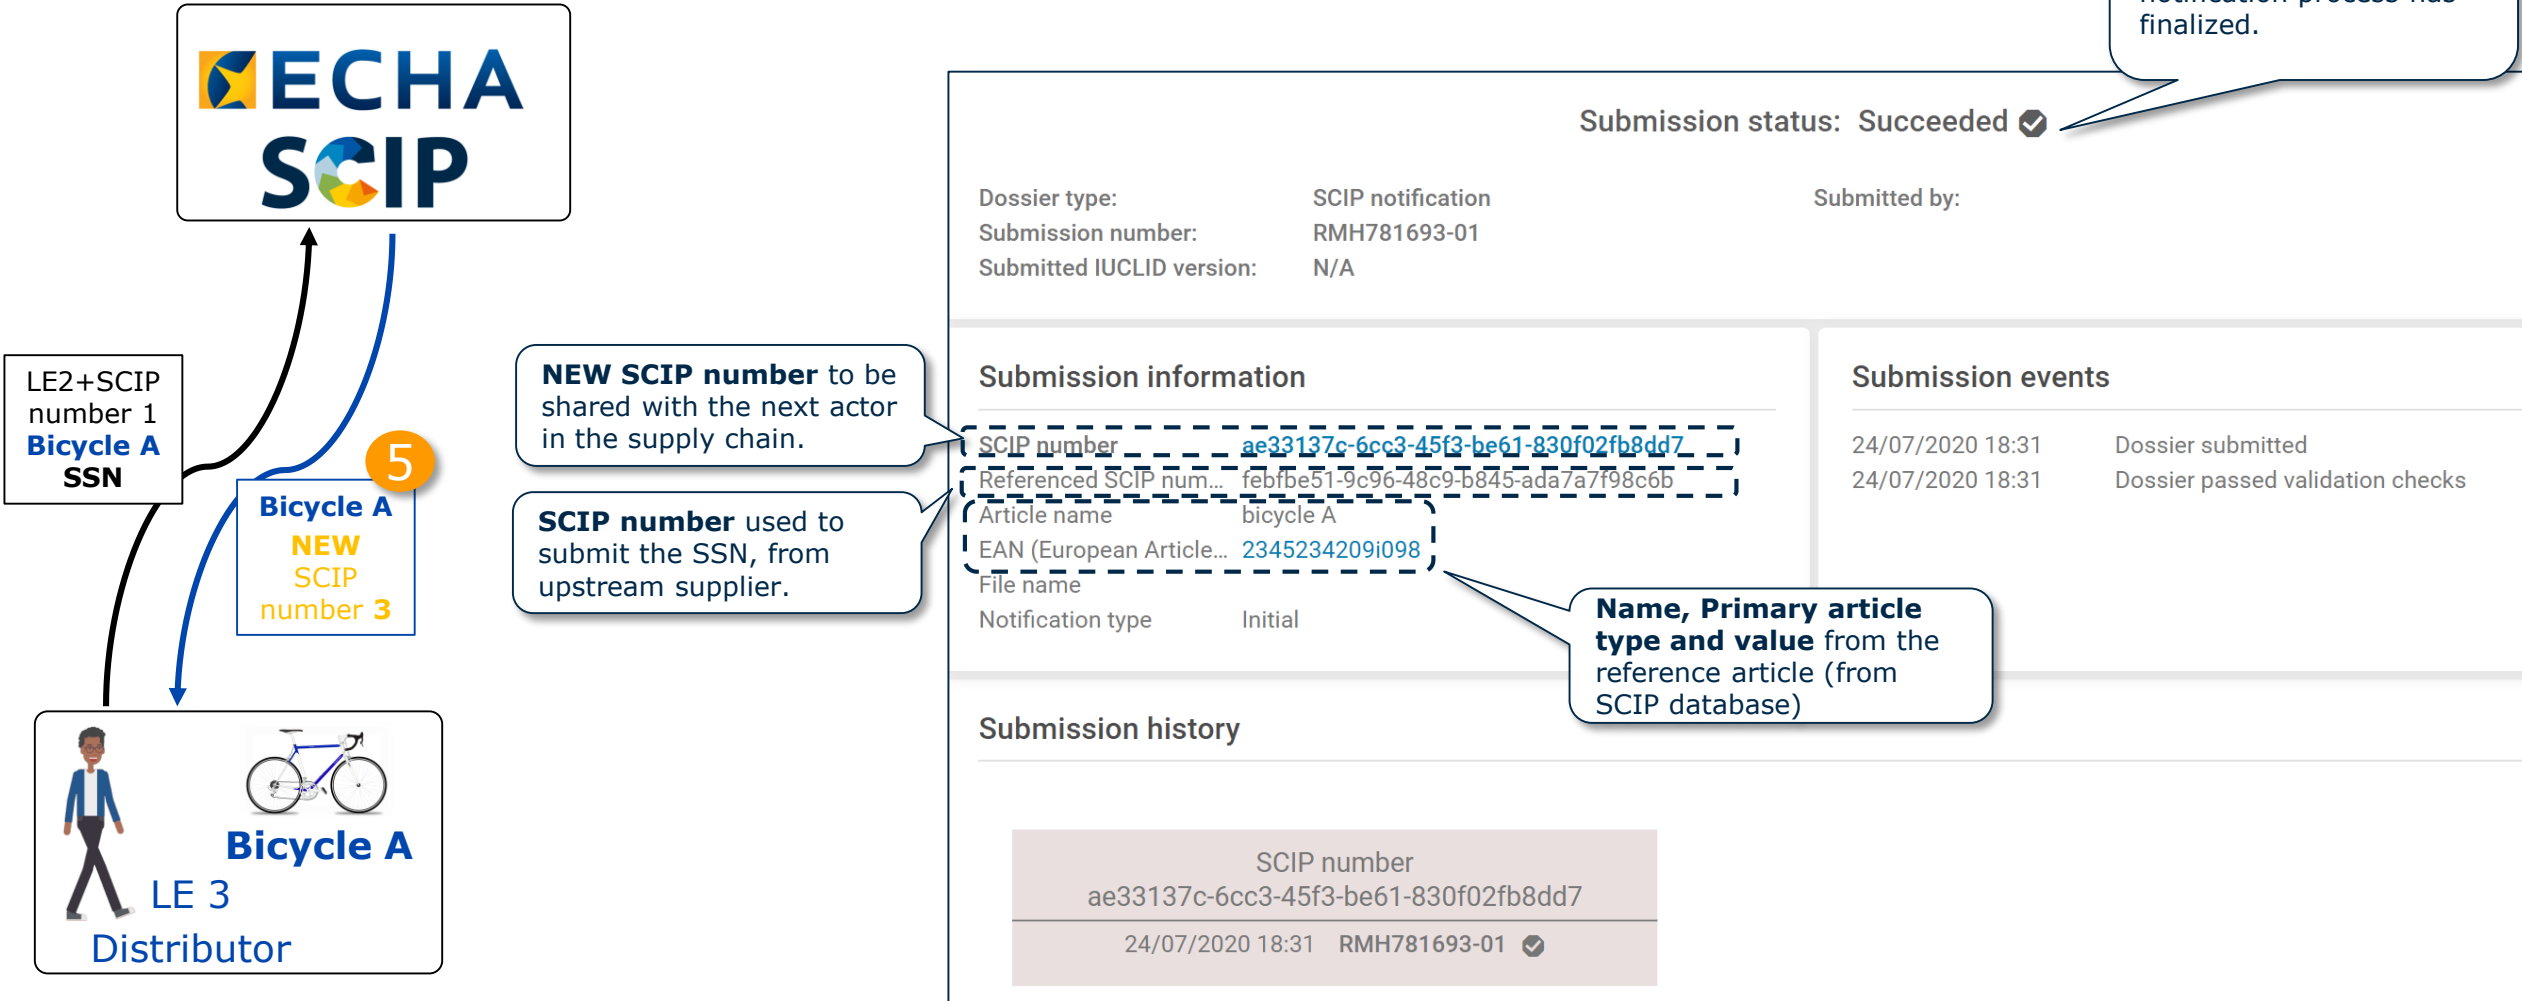 ECHA
SCIP
LE2+SCIP
number 1
Bicycle A
SSN
5
Bicycle A
NEW
SCIP
number 3
Bicycle A
LE 3
Distributor
finalized.
Submission status: Succeeded
Dossier type: SCIP notification Submitted by:
Submission number: RMH781693-01
Submitted IUCLID version: N/A
NEW SCIP number to be
shared with the next actor
in the supply chain.
SCIP number used to
submit the SSN, from
upstream supplier.
Submission information
SCIP number ae33137c-6cc3-45f3-be61-830f02fb8dd7
Referenced SCIP num... febfbe51-9c96-48c9-b845-ada7a7f98c6b
Article name bicycle A
EAN (European Article... 2345234209i098
File name
Notification type Initial
Submission events
24/07/2020 18:31 Dossier submitted
24/07/2020 18:31 Dossier passed validation checks
Name, Primary article
type and value from the
reference article (from
SCIP database)
Submission history
SCIP number
ae33137c-6cc3-45f3-be61-830f02fb8dd7
24/07/2020 18:31 RMH781693-01